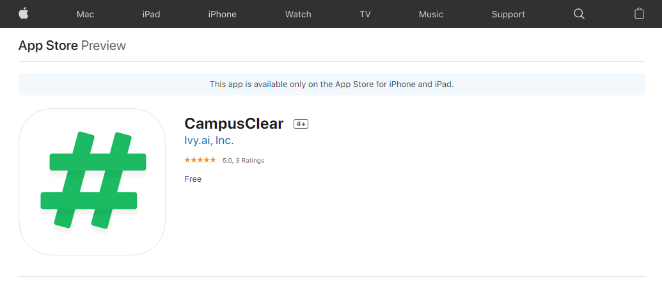 Mac iPad iPhone Watch TV Music Support
App Store Preview
This app is available only on the App Store for iPhone and iPad.
CampusClear 4+
Ivy.ai, Inc.
★★★★★ 5.0, 3 Ratings
Free